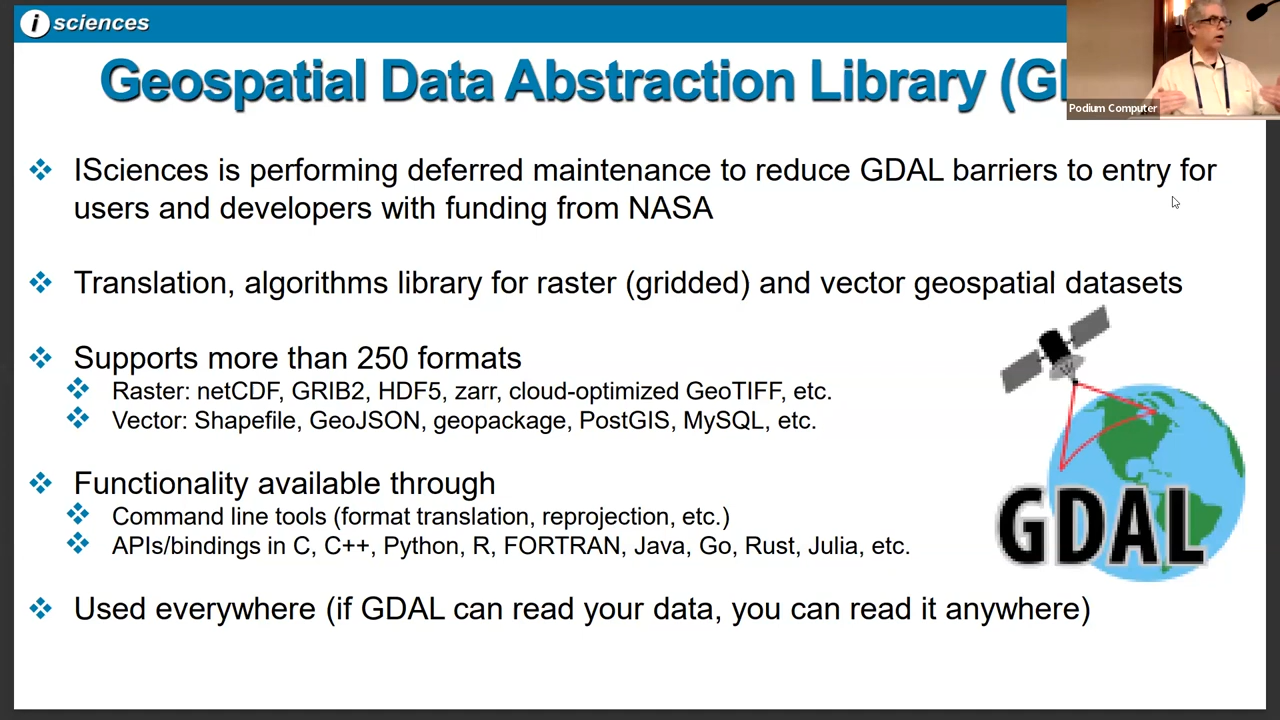 i sciences
Geospatial Data Abstraction Library (G
Podium Computer
❖ ISciences is performing deferred maintenance to reduce GDAL barriers to entry for
users and developers with funding from NASA
❖ Translation, algorithms library for raster (gridded) and vector geospatial datasets
❖ Supports more than 250 formats
❖ Raster: netCDF, GRIB2, HDF5, zarr, cloud-optimized GeoTIFF, etc.
❖ Vector: Shapefile, GeoJSON, geopackage, PostGIS, MySQL, etc.
❖ Functionality available through
❖ Command line tools (format translation, reprojection, etc.)
❖ APIs/bindings in C, C++, Python, R, FORTRAN, Java, Go, Rust, Julia, etc.
GDAL
❖ Used everywhere (if GDAL can read your data, you can read it anywhere)